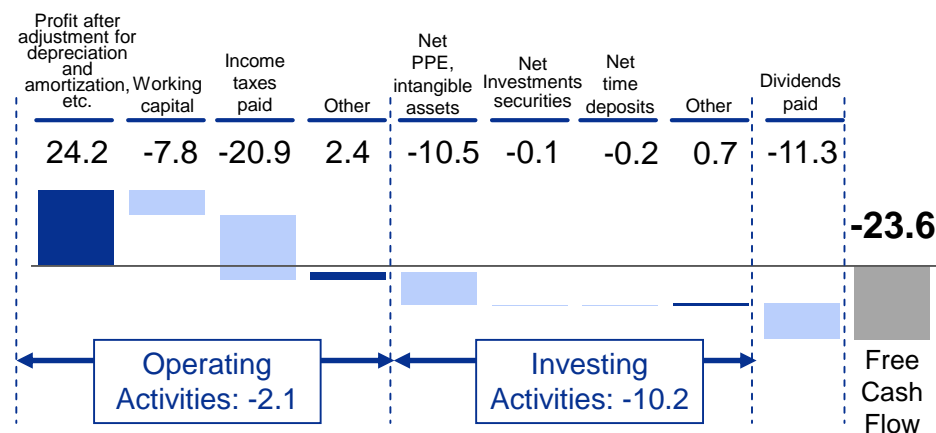 Profit after
adjustment for
depreciation
and
amortization,
etc.
Working
capital
Income
taxes
paid
Other
Net
PPE,
intangible
assets
Net
Investments
securities
Net
time
deposits
Other
Dividends
paid
24.2 -7.8 -20.9 2.4 -10.5 -0.1 -0.2 0.7 -11.3
-23.6
Operating
Activities: -2.1
Investing
Activities: -10.2
Free
Cash
Flow